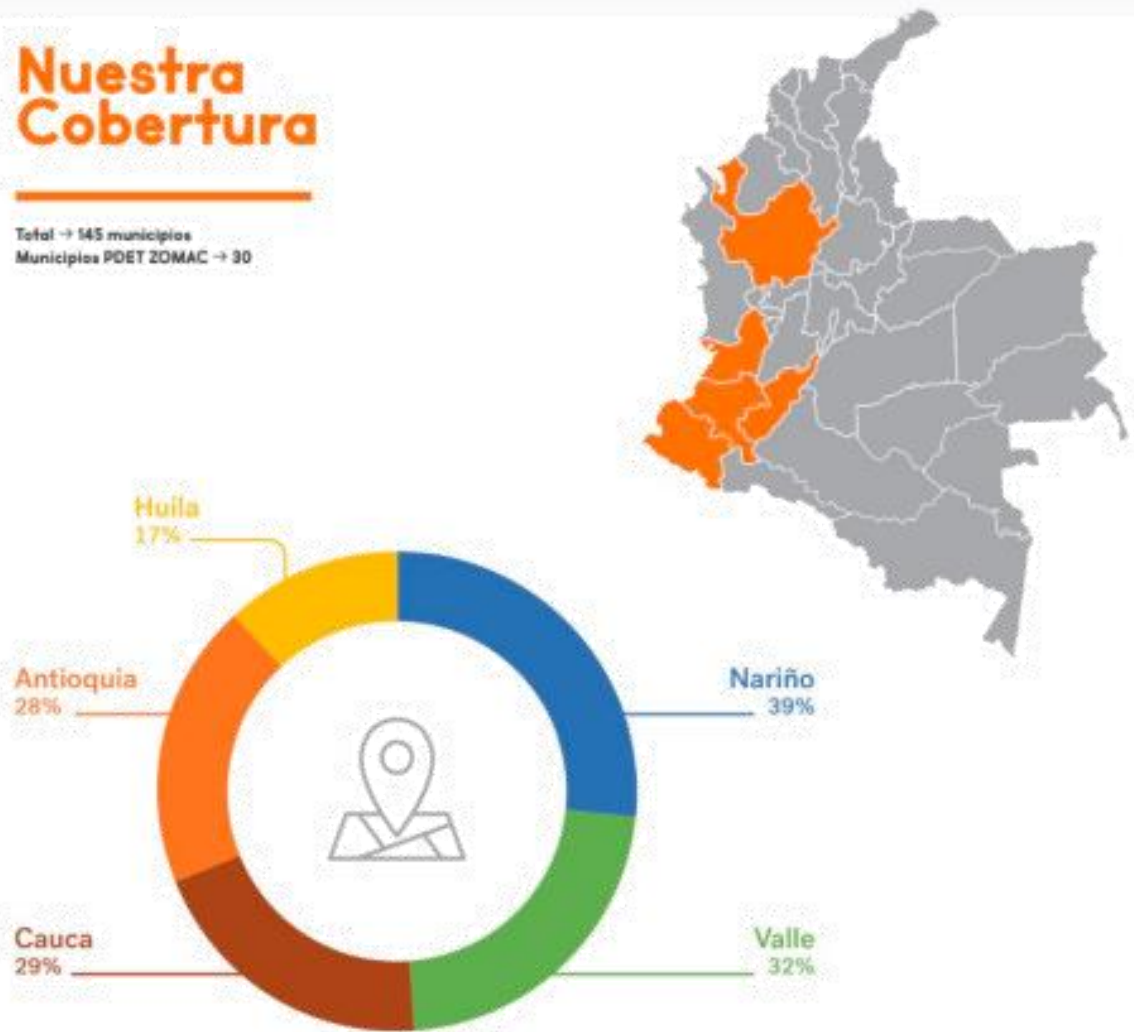 Nuestra
Cobertura
Total → 145 municipios
Municipios PDET ZOMAC → 30
Huila
17%
Antioquia
28%
Nariño
39%
Cauca
29%
Valle
32%